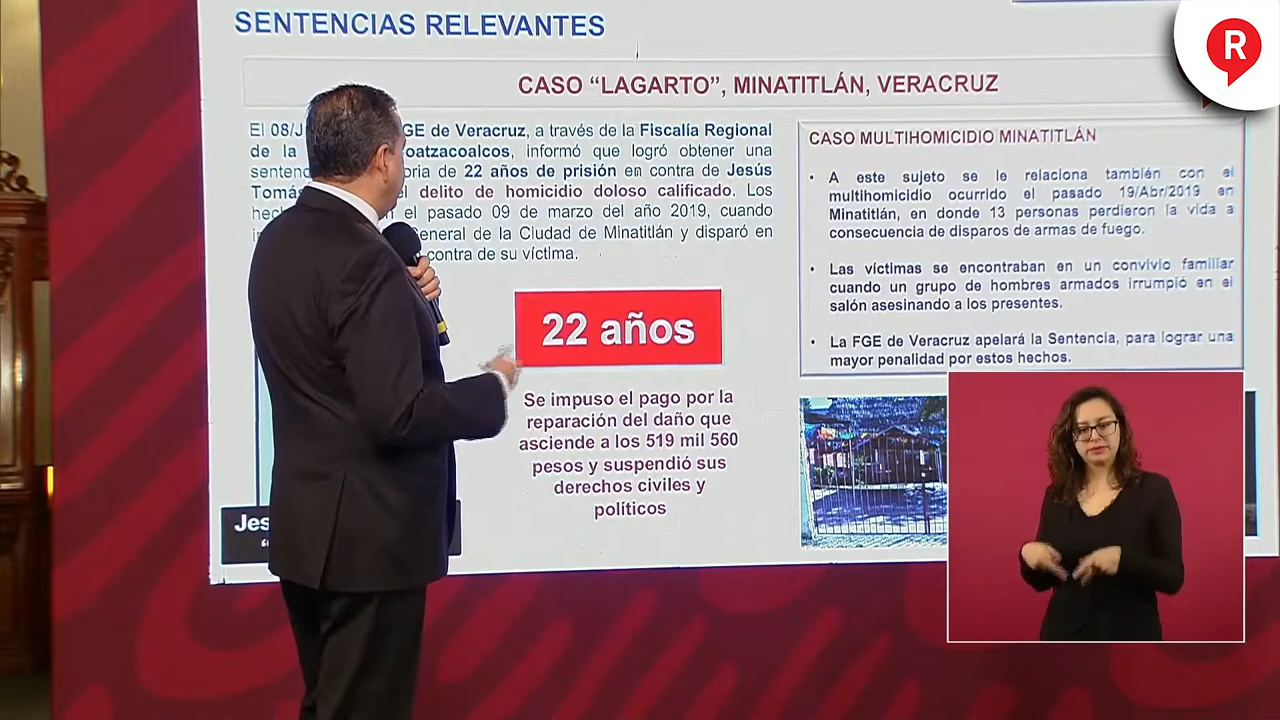 SENTENCIAS RELEVANTES
R
CASO “LAGARTO”, MINATITLÁN, VERACRUZ
El 08/J GE de Veracruz, a través de la Fiscalía Regional
de la oatzacoalcos, informó que logró obtener una
sentenc oria de 22 años de prisión en contra de Jesús
Tomás el delito de homicidio doloso calificado. Los
hech n el pasado 09 de marzo del año 2019, cuando
General de la Ciudad de Minatitlán y disparó en
contra de su víctima.
22 años
Se impuso el pago por la
reparación del daño que
asciende a los 519 mil 560
pesos y suspendió sus
derechos civiles y
políticos
Jes
CASO MULTIHOMICIDIO MINATITLÁN
• A este sujeto se le relaciona también con el
multihomicidio ocurrido el pasado 19/Abr/2019 en
Minatitlán, en donde 13 personas perdieron la vida a
consecuencia de disparos de armas de fuego.
• Las víctimas se encontraban en un convivio familiar
cuando un grupo de hombres armados irrumpió en el
salón asesinando a los presentes.
• La FGE de Veracruz apelará la Sentencia, para lograr una
mayor penalidad por estos hechos.